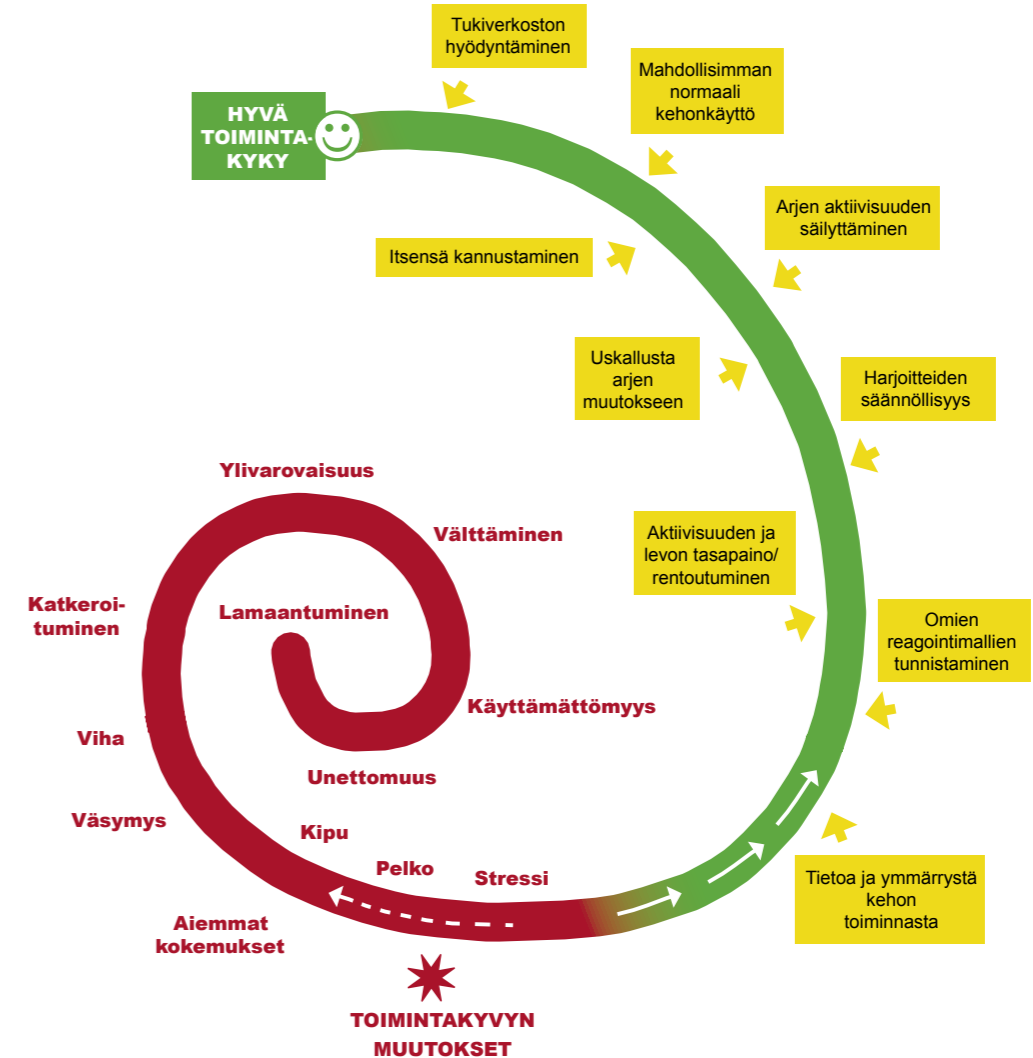 Tukiverkoston
hyödyntäminen
Mahdollisimman
normaali
kehonkäyttö
HYVÄ
TOIMINTA-
KYKY
Arjen aktiivisuuden
säilyttäminen
Itsensä kannustaminen
Uskallusta
arjen
muutokseen
Harjoitteiden
säännöllisyys
Ylivarovaisuus
Välttäminen
Aktiivisuuden ja
levon tasapaino/
rentoutuminen
Katkeroi-
tuminen
Lamaantuminen
Omien
reagointimallien
tunnistaminen
Käyttämättömyys
Viha
Unettomuus
Väsymys
Kipu
Pelko
Stressi
Tietoa ja ymmärrystä
kehon
toiminnasta
Aiemmat
kokemukset
TOIMINTAKYVYN
MUUTOKSET